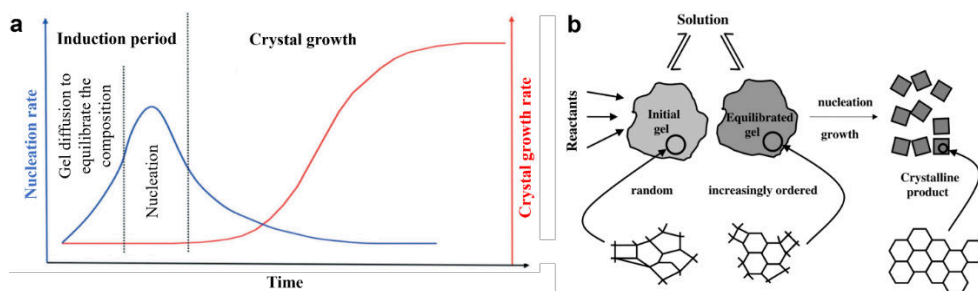 a
Induction period
Crystal growth
Nucleation rate
Gel diffusion to
equilibrate the
composition
Nucleation
Crystal growth rate
Time
b
Solution
Reactants
Initial
gel
Equilibrated
gel
nucleation
growth
random
increasingly ordered
Crystalline
product